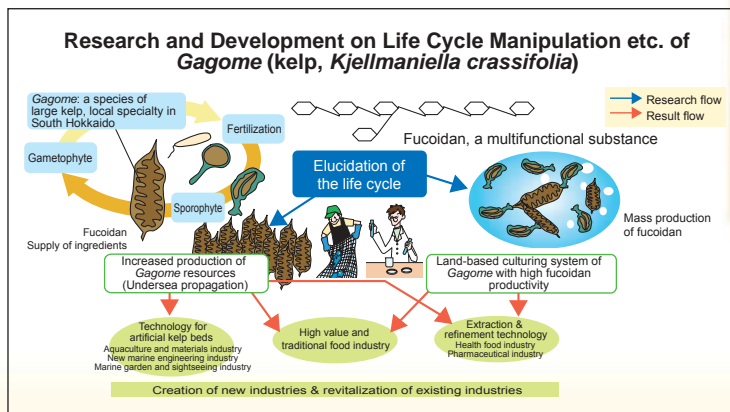 Research and Development on Life Cycle Manipulation etc. of
Gagome (kelp, Kjellmaniella crassifolia)
Gagome: a species of
large kelp, local specialty in
South Hokkaido
Fertilization
Gametophyte
Sporophyte
Fucoidan
Supply of ingredients
Research flow
Result flow
Fucoidan, a multifunctional substance
Elucidation of
the life cycle
Mass production
of fucoidan
Increased production of
Gagome resources
(Undersea propagation)
Land-based culturing system of
Gagome with high fucoidan
productivity
Technology for
artificial kelp beds
Aquaculture and materials industry
New marine engineering industry
Marine garden and sightseeing industry
High value and
traditional food industry
Extraction &
refinement technology
Health food industry
Pharmaceutical industry
Creation of new industries & revitalization of existing industries